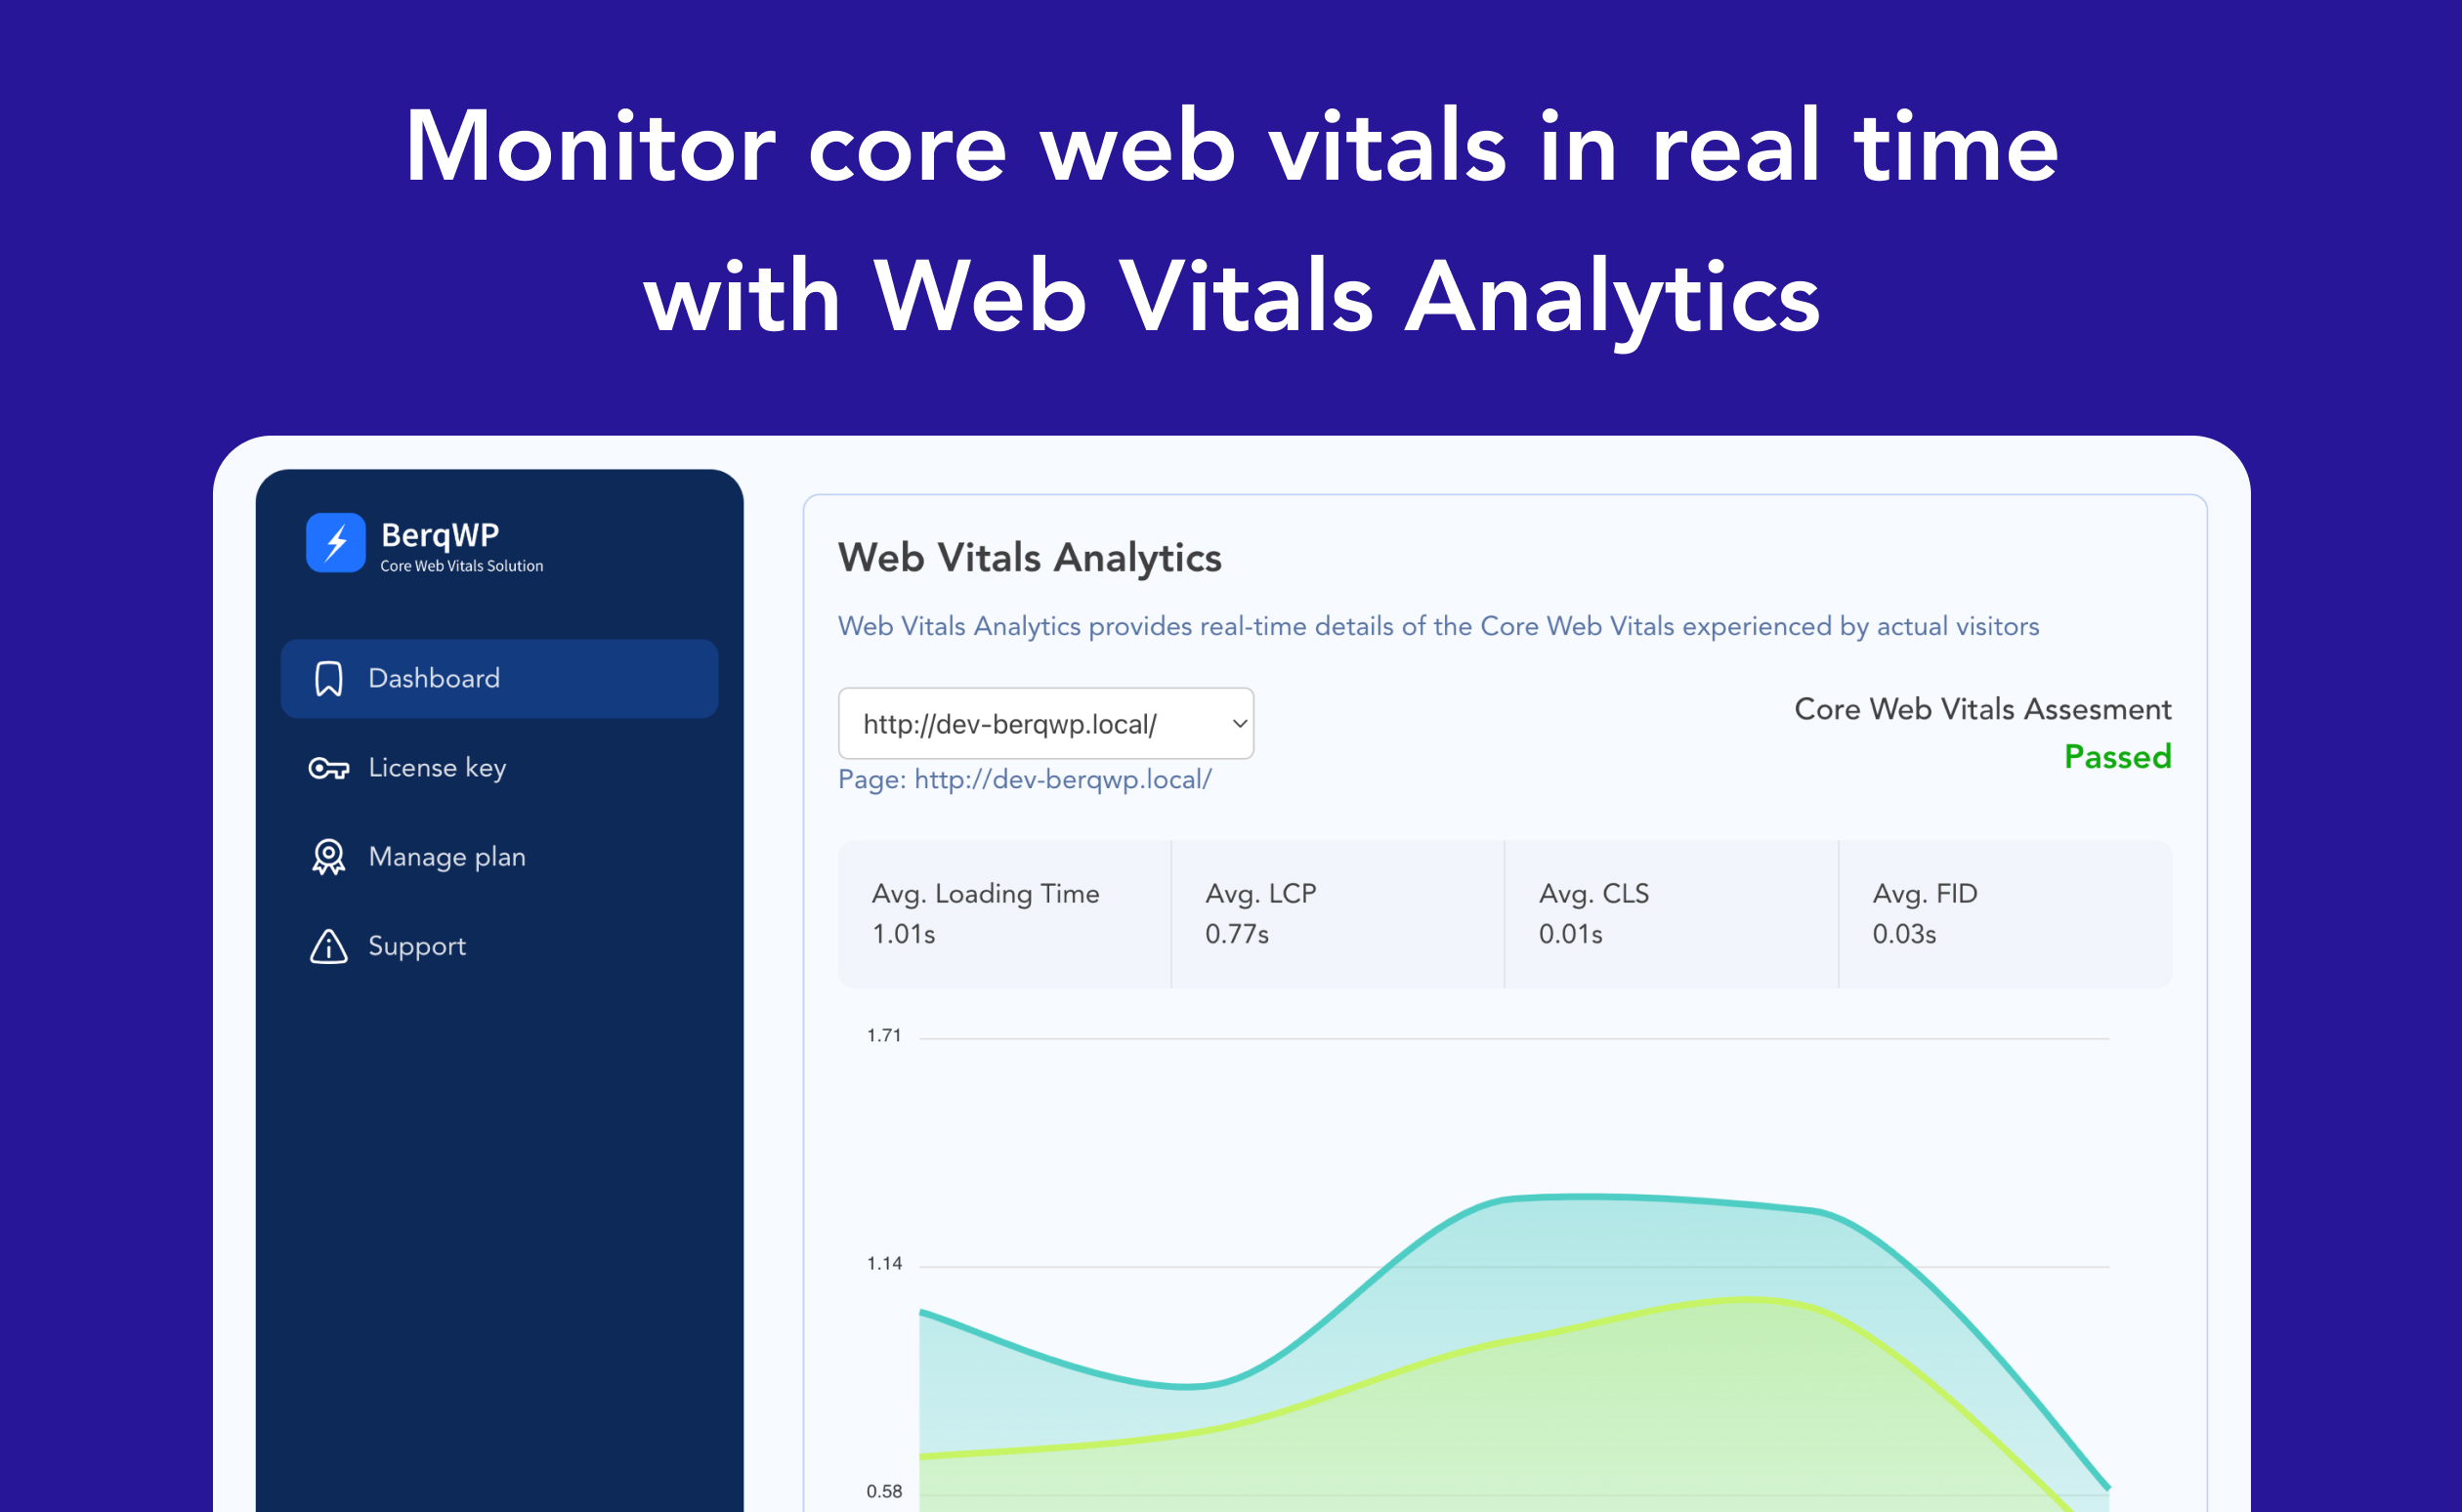 Monitor core web vitals in real time
with Web Vitals Analytics
BerqWP
Core Web Vitals Solution
Dashboard
License key
Manage plan
Support
Web Vitals Analytics
Web Vitals Analytics provides real-time details of the Core Web Vitals experienced by actual visitors
http://dev-berqwp.local/
Page: http://dev-berqwp.local/
Core Web Vitals Assesment
Passed
Avg. Loading Time
1.01s
Avg. LCP
0.77s
Avg. CLS
0.01s
Avg. FID
0.03s
1.71
1.14
0.58